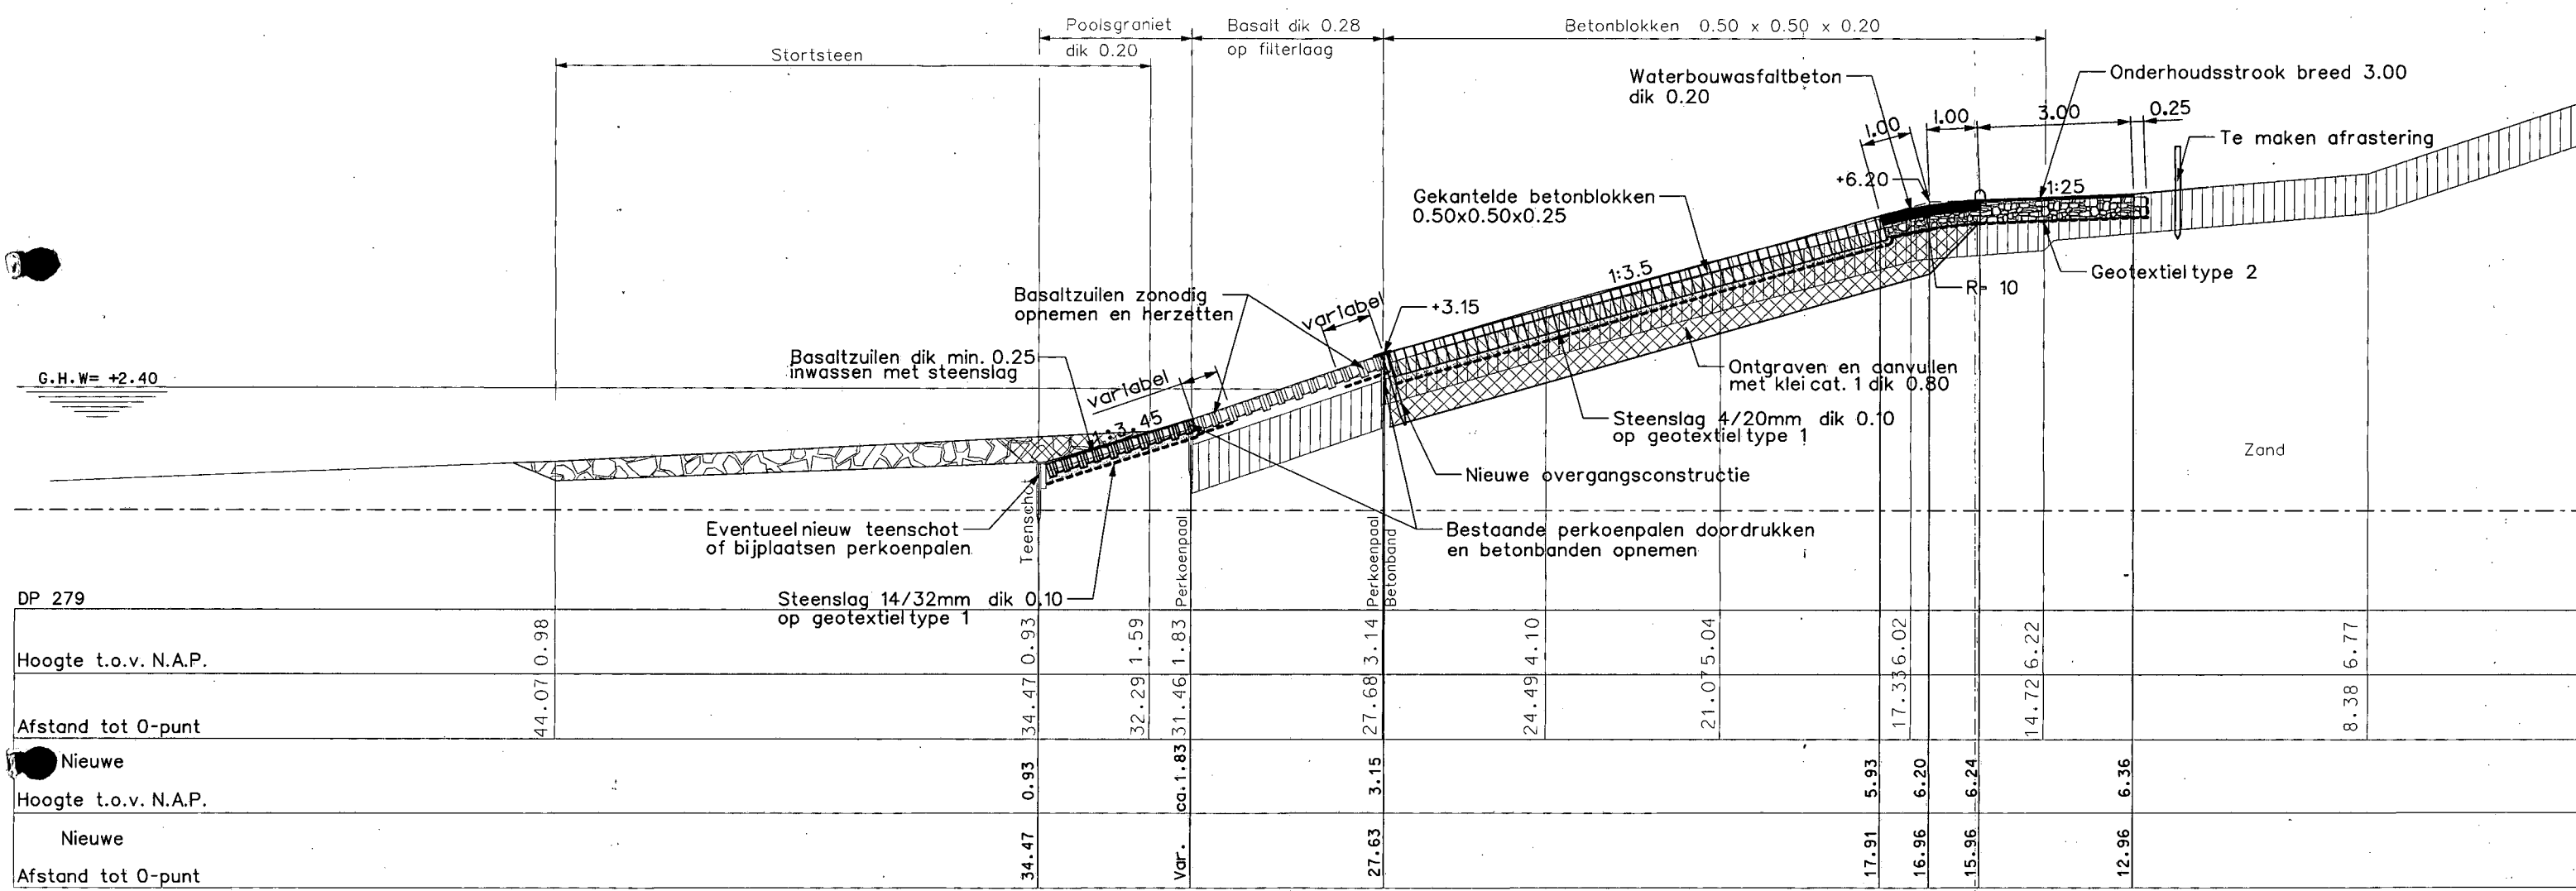 Poolsgraniet
dik 0.20
Basalt dik 0.28
op filterlaag
Betonblokken 0.50 x 0.50 x 0.20
Stortsteen
Waterbouwasfaltbeton
dik 0.20
Onderhoudsstrook breed 3.00
1.00
1.00
3.00
0.25
Te maken afrastering
+6.20
1:25
Gekantelde betonblokken
0.50x0.50x0.25
1:3.5
Geotextiel type 2
R= 10
Basaltzuilen zonodig
opnemen en herzetten
variabel
+3.15
Basaltzuilen dik min. 0.25
inwassen met steenslag
G.H.W= +2.40
variabel
1:3.45
Ontgraven en aanvullen
met klei cat. 1 dik 0.80
Steenslag 4/20mm dik 0.10
op geotextiel type 1
Zand
Nieuwe overgangsconstructie
Eventueel nieuw teenschot
of bijplaatsen perkoenpalen
Teenschot
Perkoenpaal
Perkoenpaal
Betonband
Bestaande perkoenpalen doordrukken
en betonbanden opnemen
Steenslag 14/32mm dik 0.10
op geotextiel type 1
DP 279
Hoogte t.o.v. N.A.P. 0.98 0.93 1.59 1.83 3.14 4.10 5.04 6.02 6.22 6.77
Afstand tot 0-punt 44.07 34.47 32.29 31.46 27.68 24.49 21.07 17.33 14.72 8.38
Nieuwe
Hoogte t.o.v. N.A.P. 0.93 ca. 1.83 3.15 5.93 6.20 6.24 6.36
Nieuwe
Afstand tot 0-punt 34.47 Var. 27.63 17.91 16.96 15.96 12.96